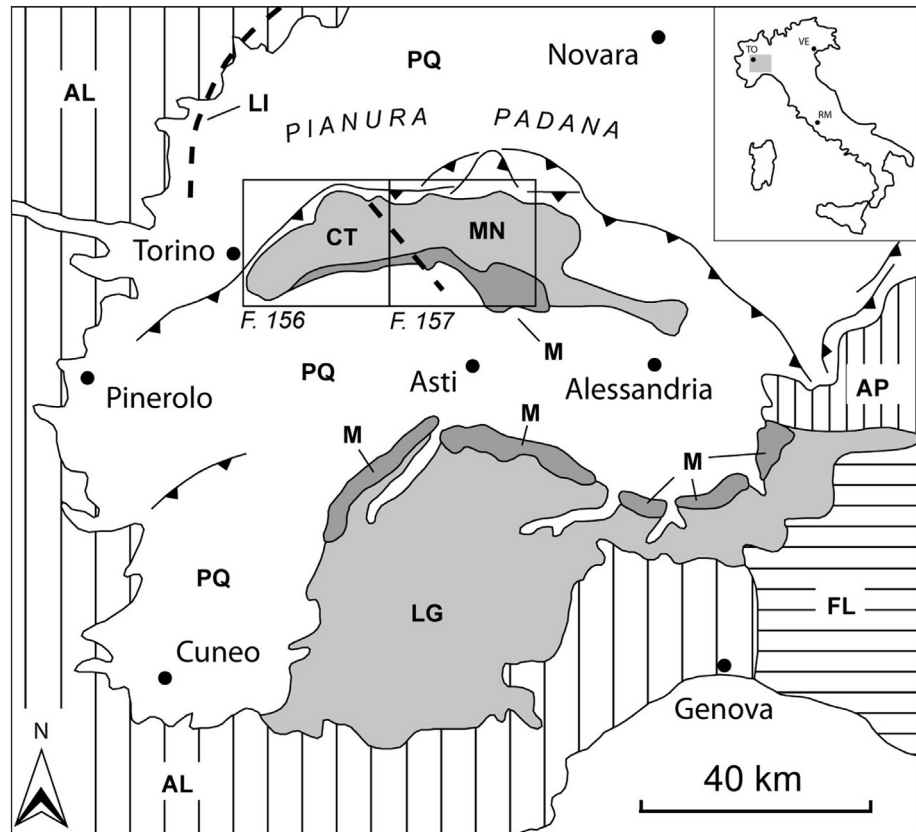 PQ
Novara
TO
VE
RM
AL
LI
PIANURA PADANA
CT
MN
Torino
F. 156
F. 157
M
PQ
Asti
Alessandria
Pinerolo
AP
M
M
M
PQ
LG
FL
Cuneo
Genova
N
AL
40 km